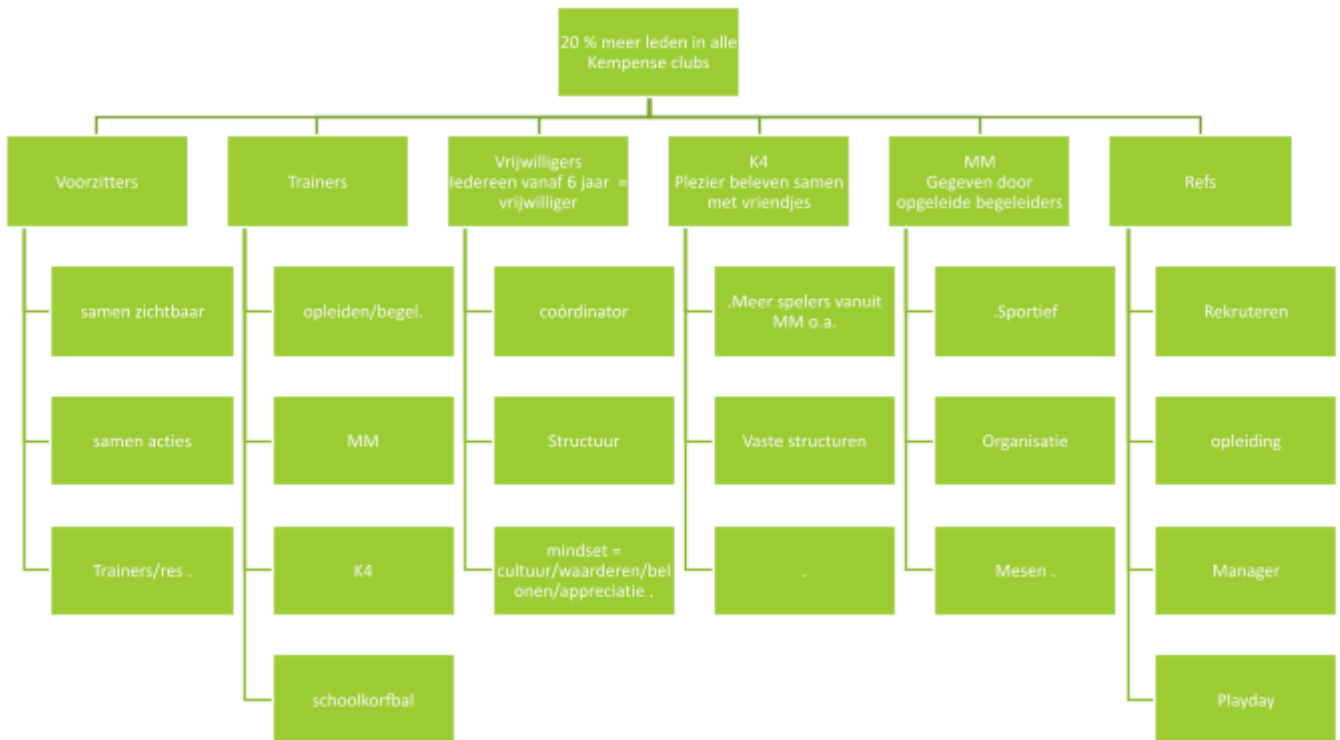 20 % meer leden in alle
Kempense clubs
Voorzitters
Trainers
Vrijwilligers
Iedereen vanaf 6 jaar =
vrijwilliger
K4
Plezier beleven samen
met vriendjes
MM
Gegeven door
opgeleide begeleiders
Refs
samen zichtbaar
opleiden/begel.
coördinator
.Meer spelers vanuit
MM o.a.
.Sportief
Rekruteren
samen acties
MM
Structuur
Vaste structuren
Organisatie
opleiding
Trainers/res .
K4
mindset =
cultuur/waarderen/bel
onen/appreciatie .
.
Mesen .
Manager
schoolkorfbal
Playday